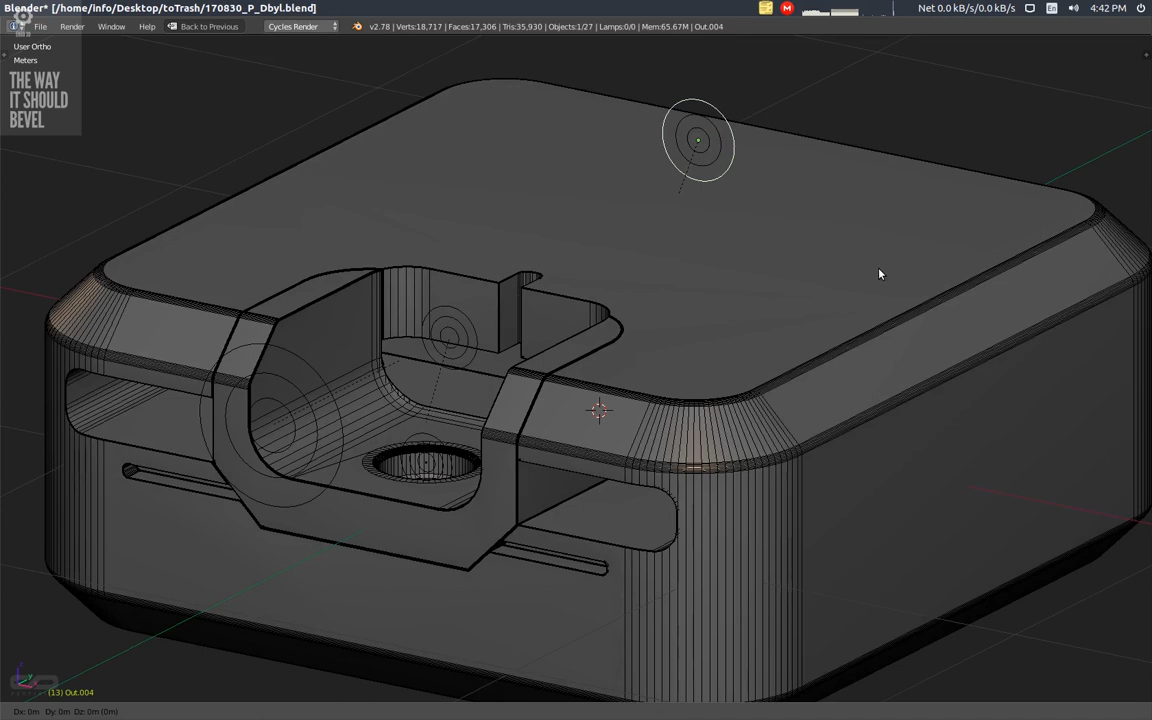 Blender* [/home/info/Desktop/toTrash/170830_P_Dbyl.blend]
Net 0.0 kB/s/0.0 kB/s
En
4:42 PM
File
Render
Window
Help
Back to Previous
Cycles Render
v2.78 | Verts:18,717 | Faces:17,306 | Tris:35,930 | Objects:1/27 | Lamps:0/0 | Mem:65.67M | Out.004
User Ortho
Meters
THE WAY
IT SHOULD
BEVEL
(13) Out.004
Dx: 0m Dy: 0m Dz: 0m (0m)